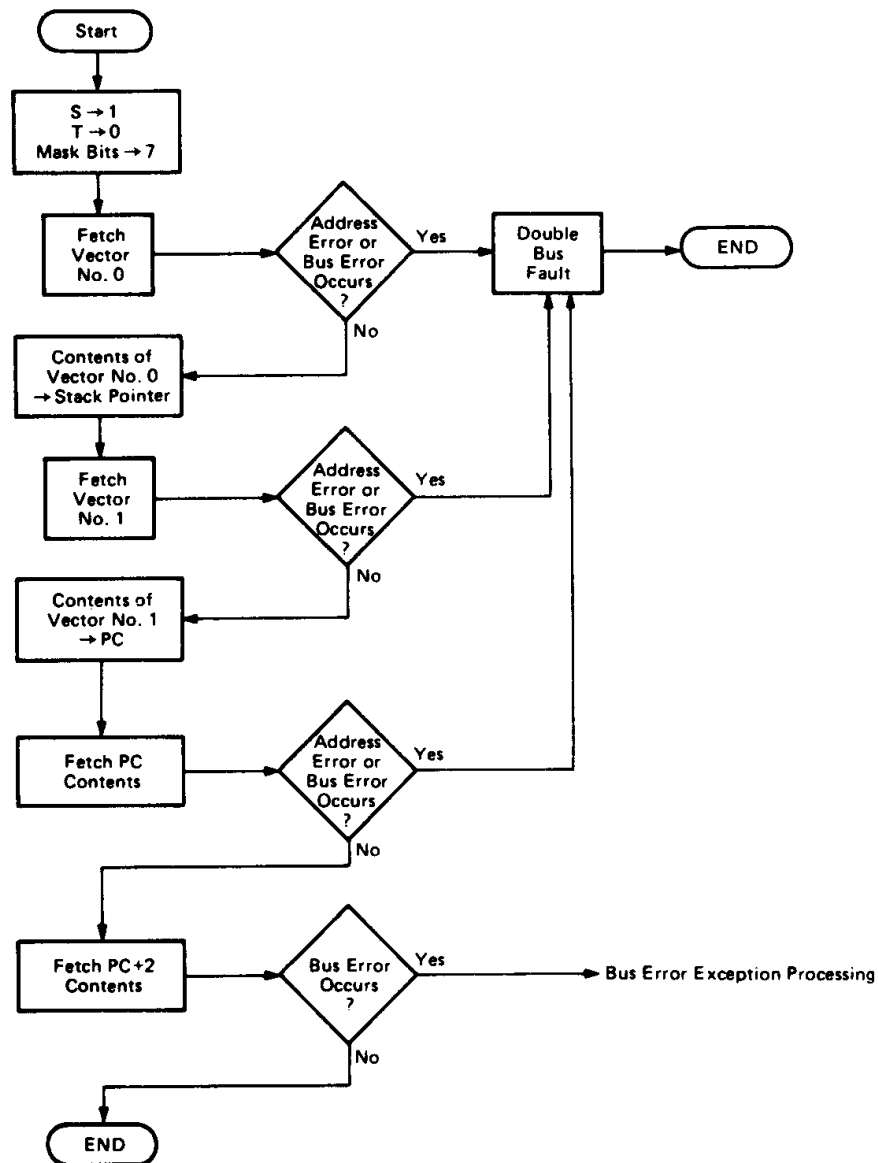 Start
S → 1
T → 0
Mask Bits → 7
Fetch
Vector
No. 0
Address
Error or
Bus Error
Occurs
?
Yes
Double
Bus
Fault
END
No
Contents of
Vector No. 0
→ Stack Pointer
Fetch
Vector
No. 1
Address
Error or
Bus Error
Occurs
?
Yes
No
Contents of
Vector No. 1
→ PC
Fetch PC
Contents
Address
Error or
Bus Error
Occurs
?
Yes
No
Fetch PC+2
Contents
Bus Error
Occurs
?
Yes
Bus Error Exception Processing
No
END